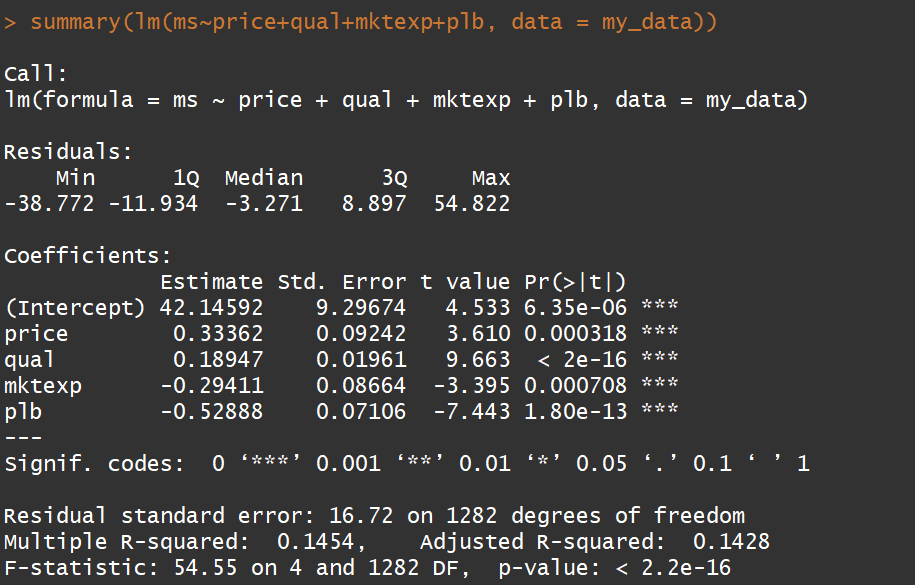 > summary(lm(ms~price+qual+mktexp+plb, data = my_data))
Call:
lm(formula = ms ~ price + qual + mktexp + plb, data = my_data)
Residuals:
    Min      1Q  Median      3Q     Max
-38.772 -11.934  -3.271   8.897  54.822
Coefficients:
            Estimate Std. Error t value Pr(>|t|)
(Intercept) 42.14592    9.29674   4.533 6.35e-06 ***
price        0.33362    0.09242   3.610 0.000318 ***
qual         0.18947    0.01961   9.663  < 2e-16 ***
mktexp      -0.29411    0.08664  -3.395 0.000708 ***
plb         -0.52888    0.07106  -7.443 1.80e-13 ***
---
Signif. codes:  0 ‘***’ 0.001 ‘**’ 0.01 ‘*’ 0.05 ‘.’ 0.1 ‘ ’ 1
Residual standard error: 16.72 on 1282 degrees of freedom
Multiple R-squared:  0.1454,	Adjusted R-squared:  0.1428
F-statistic: 54.55 on 4 and 1282 DF,  p-value: < 2.2e-16